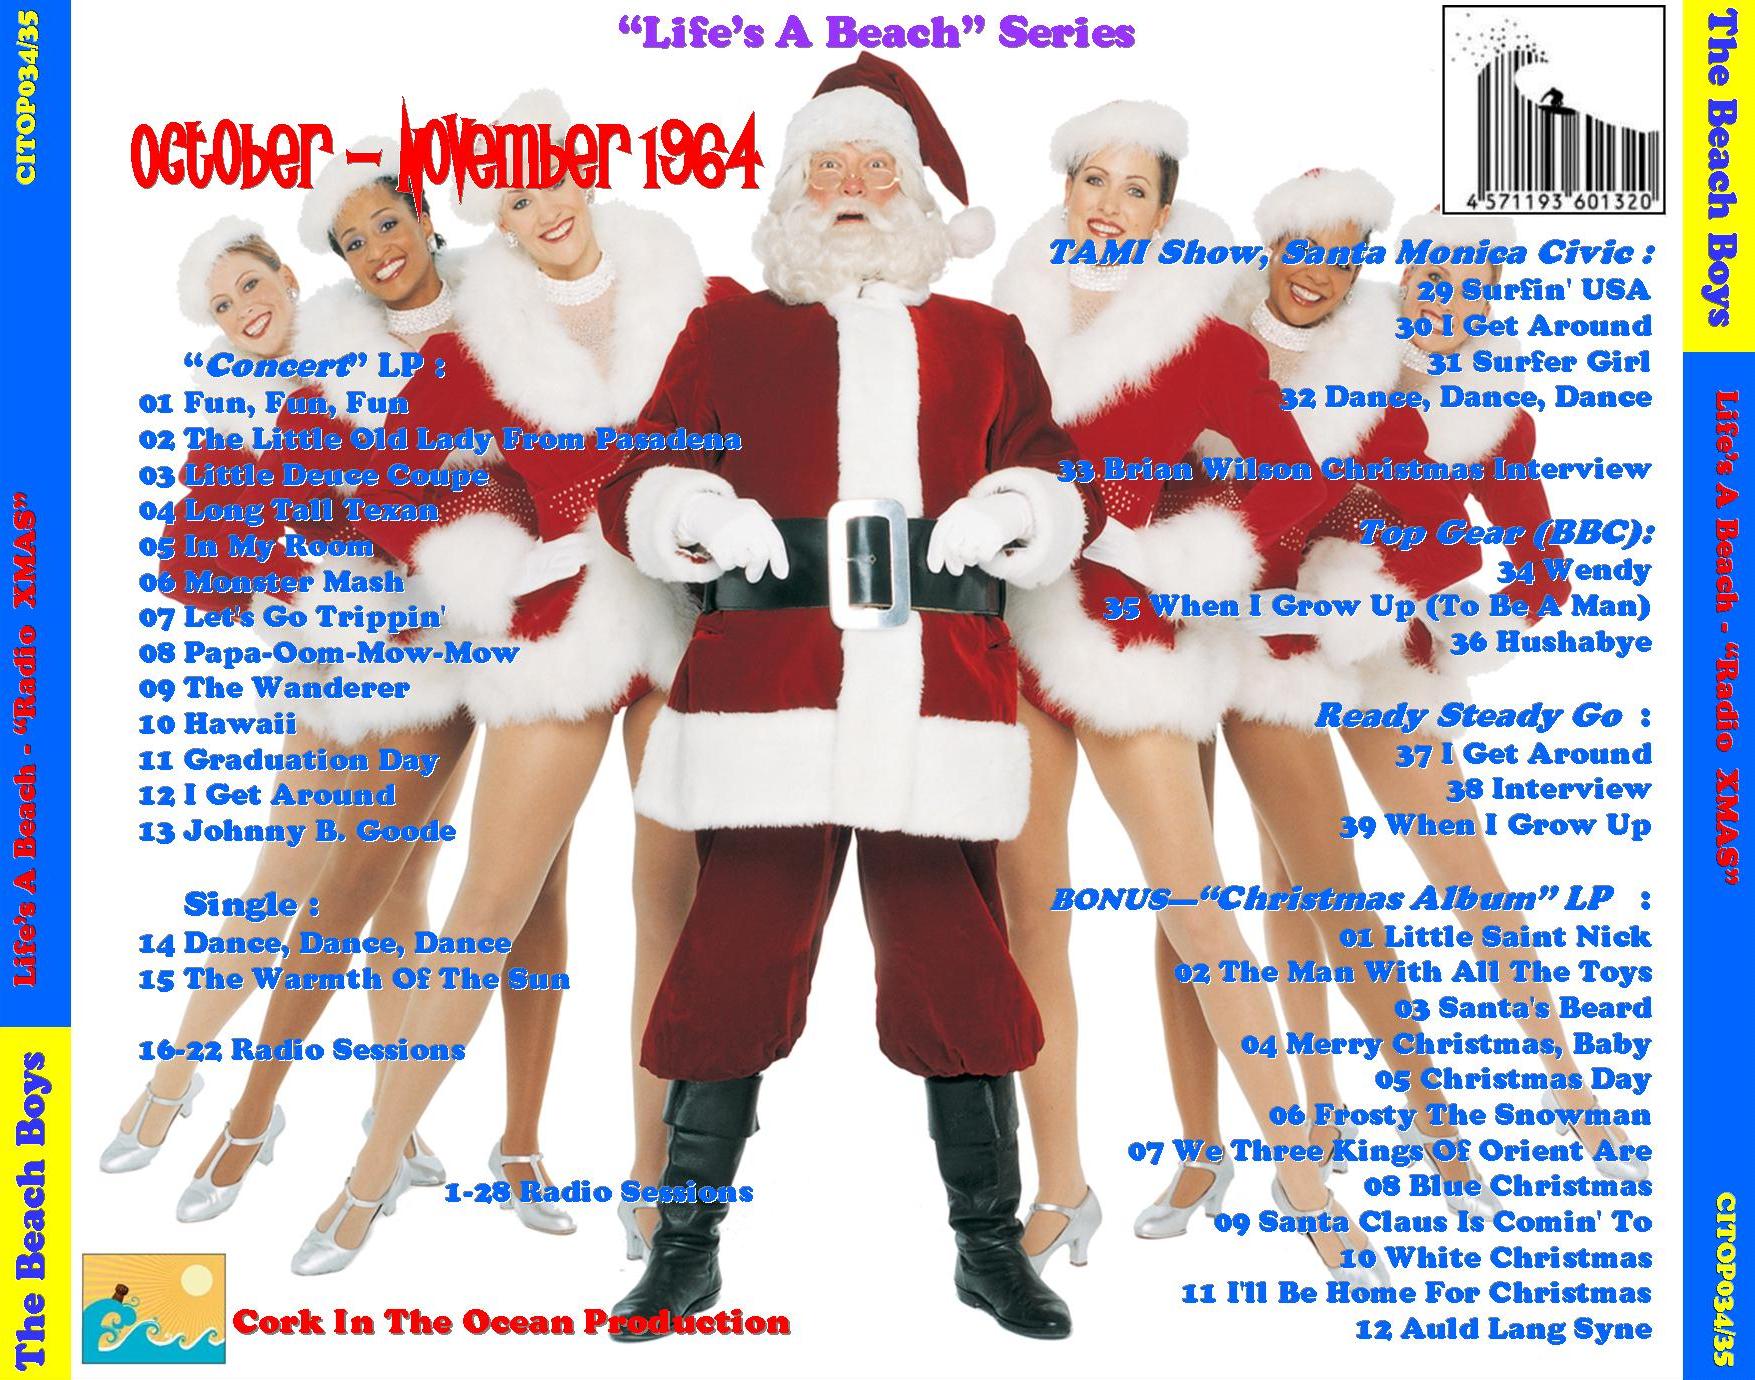 “Life’s A Beach” Series
October – November 1964
4 571193 601320
“Concert” LP :
01 Fun, Fun, Fun
02 The Little Old Lady From Pasadena
03 Little Deuce Coupe
04 Long Tall Texan
05 In My Room
06 Monster Mash
07 Let's Go Trippin'
08 Papa-Oom-Mow-Mow
09 The Wanderer
10 Hawaii
11 Graduation Day
12 I Get Around
13 Johnny B. Goode
Single :
14 Dance, Dance, Dance
15 The Warmth Of The Sun
16-22 Radio Sessions
1-28 Radio Sessions
Cork In The Ocean Production
TAMI Show, Santa Monica Civic :
29 Surfin' USA
30 I Get Around
31 Surfer Girl
32 Dance, Dance, Dance
33 Brian Wilson Christmas Interview
Top Gear (BBC):
34 Wendy
35 When I Grow Up (To Be A Man)
36 Hushabye
Ready Steady Go :
37 I Get Around
38 Interview
39 When I Grow Up
BONUS—“Christmas Album” LP :
01 Little Saint Nick
02 The Man With All The Toys
03 Santa's Beard
04 Merry Christmas, Baby
05 Christmas Day
06 Frosty The Snowman
07 We Three Kings Of Orient Are
08 Blue Christmas
09 Santa Claus Is Comin' To
10 White Christmas
11 I'll Be Home For Christmas
12 Auld Lang Syne
The Beach Boys
Life’s A Beach - “Radio XMAS”
CITOP034/35
The Beach Boys
Life’s A Beach - “Radio XMAS”
CITOP034/35